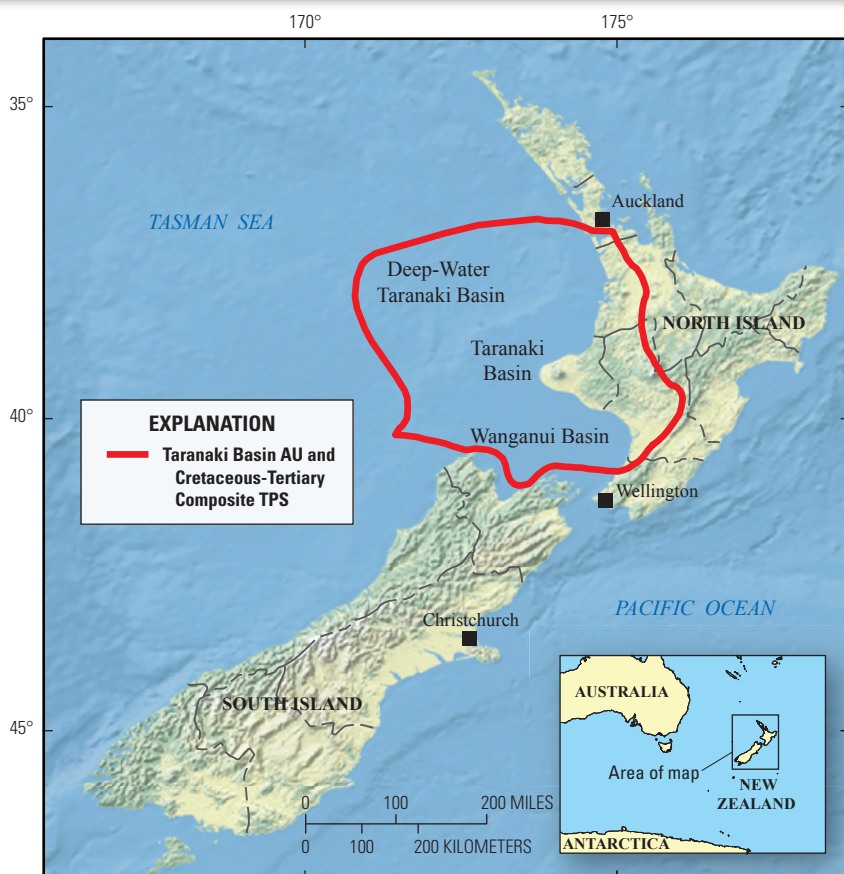 170°
175°
35°
Auckland
TASMAN SEA
Deep-Water
Taranaki Basin
NORTH ISLAND
Taranaki
Basin
40°
EXPLANATION
Taranaki Basin AU and
Cretaceous-Tertiary
Composite TPS
Wanganui Basin
Wellington
PACIFIC OCEAN
Christchurch
SOUTH ISLAND
45°
0 100 200 MILES
0 100 200 KILOMETERS
AUSTRALIA
Area of map
NEW
ZEALAND
ANTARCTICA